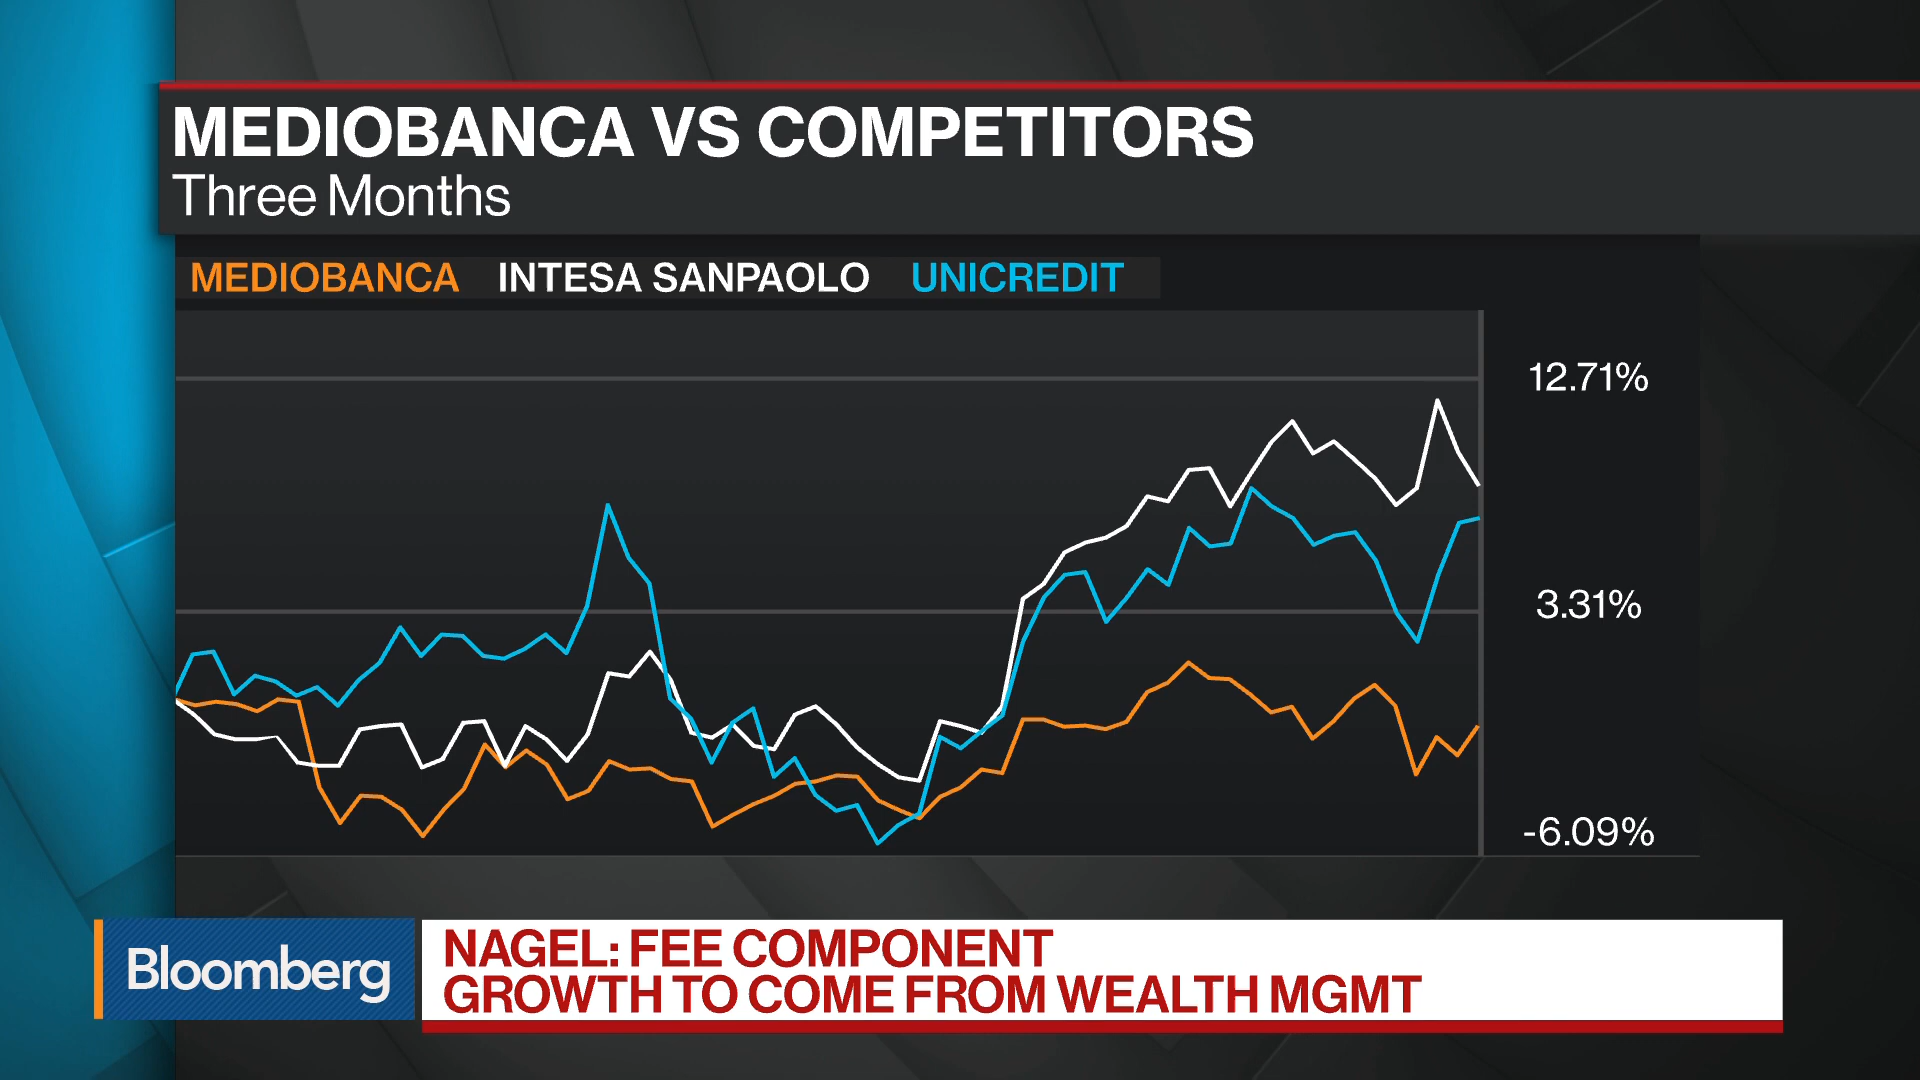 MEDIOBANCA VS COMPETITORS
Three Months
MEDIOBANCA INTESA SANPAOLO UNICREDIT
12.71%
3.31%
-6.09%
Bloomberg
NAGEL: FEE COMPONENT
GROWTH TO COME FROM WEALTH MGMT